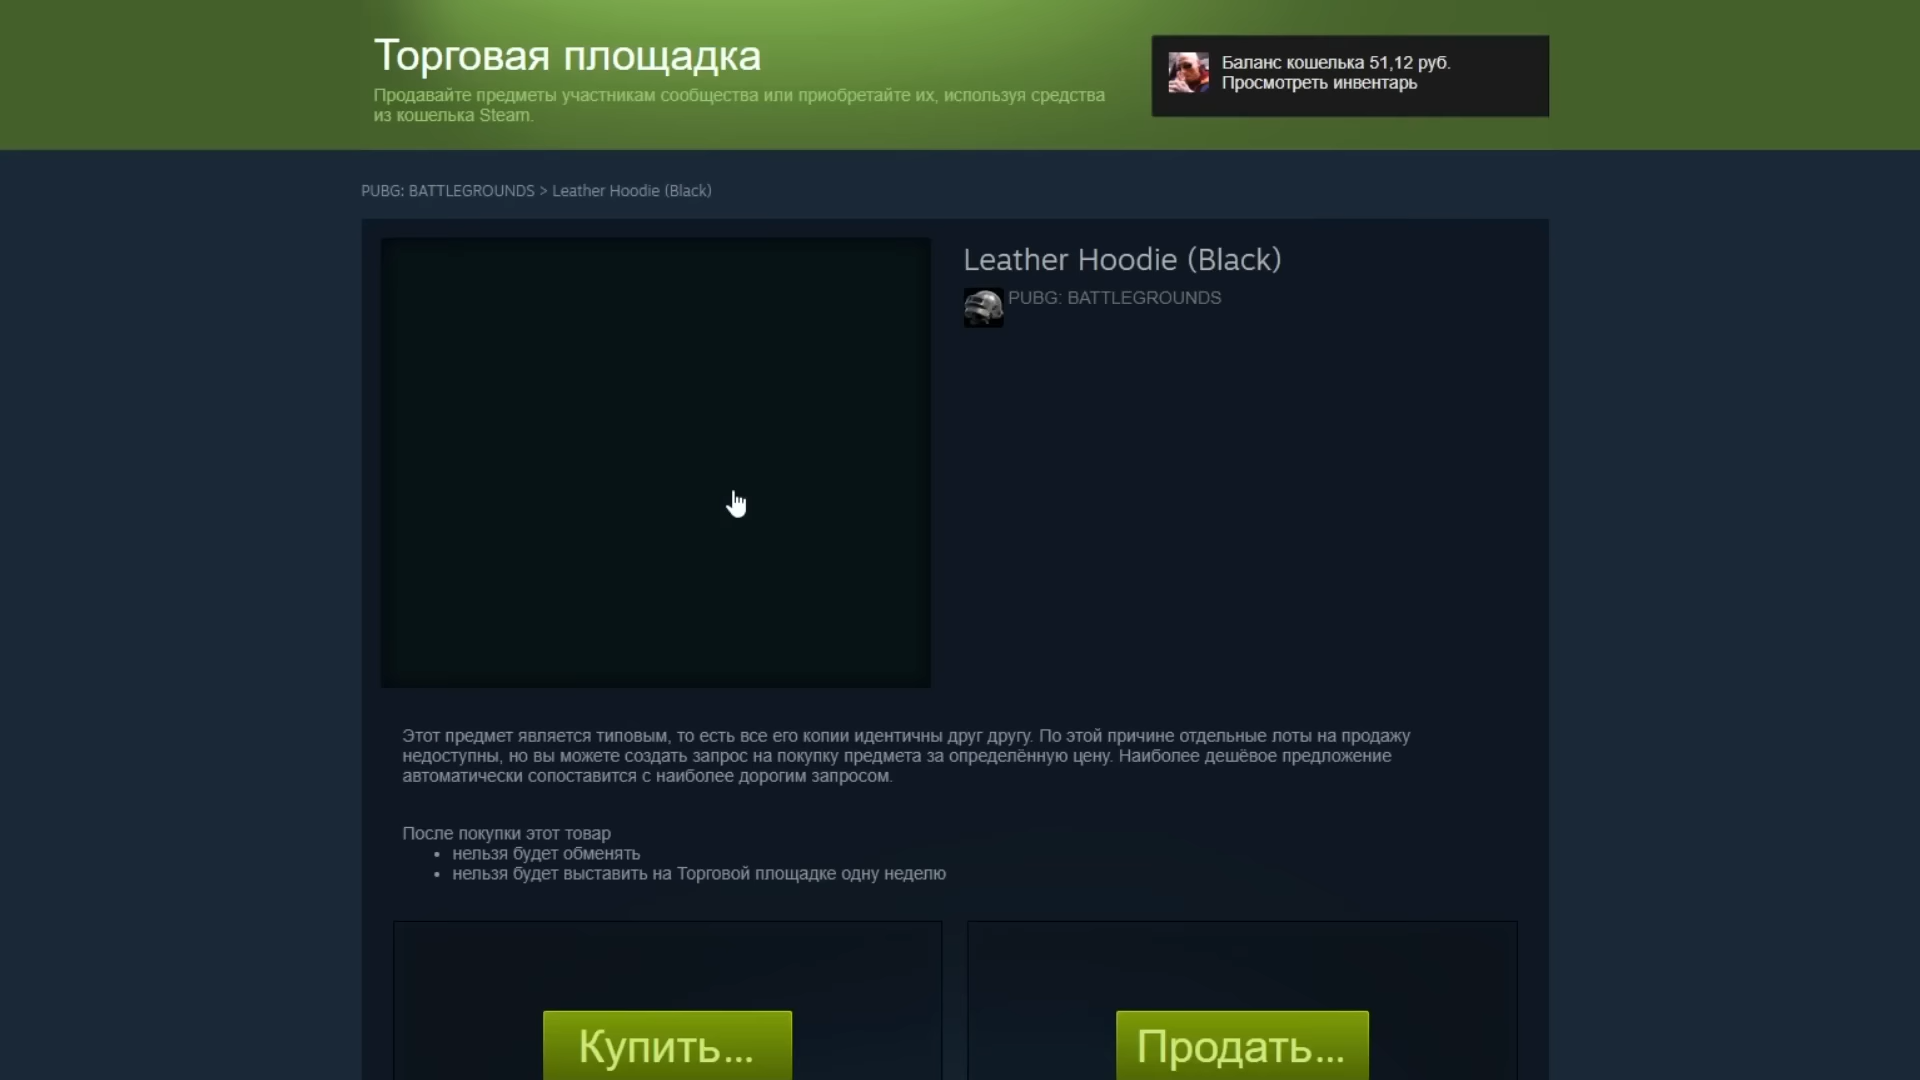 Торговая площадка
Продавайте предметы участникам сообщества или приобретайте их, используя средства
из кошелька Steam.
Баланс кошелька 51,12 руб.
Просмотреть инвентарь
PUBG: BATTLEGROUNDS > Leather Hoodie (Black)
Leather Hoodie (Black)
PUBG: BATTLEGROUNDS
Этот предмет является типовым, то есть все его копии идентичны друг другу. По этой причине отдельные лоты на продажу
недоступны, но вы можете создать запрос на покупку предмета за определённую цену. Наиболее дешёвое предложение
автоматически сопоставится с наиболее дорогим запросом.
После покупки этот товар
• нельзя будет обменять
• нельзя будет выставить на Торговой площадке одну неделю
Купить...
Продать...